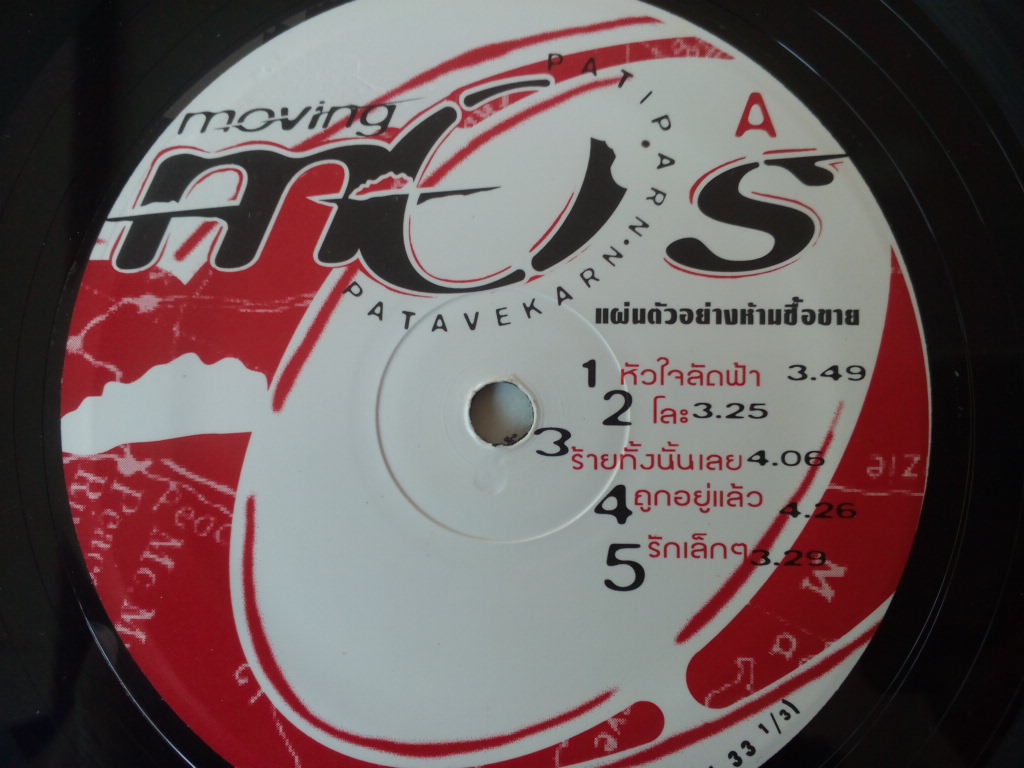 moving
mos
A
PATIPARN·PATAVEKARN·
แผ่นตัวอย่างห้ามซื้อขาย
1 หัวใจลัดฟ้า 3.49
2 โละ 3.25
3 ร้ายทั้งนั้นเลย 4.06
4 ถูกอยู่แล้ว 4.26
5 รักเล็กๆ 3.29
33 1/3)